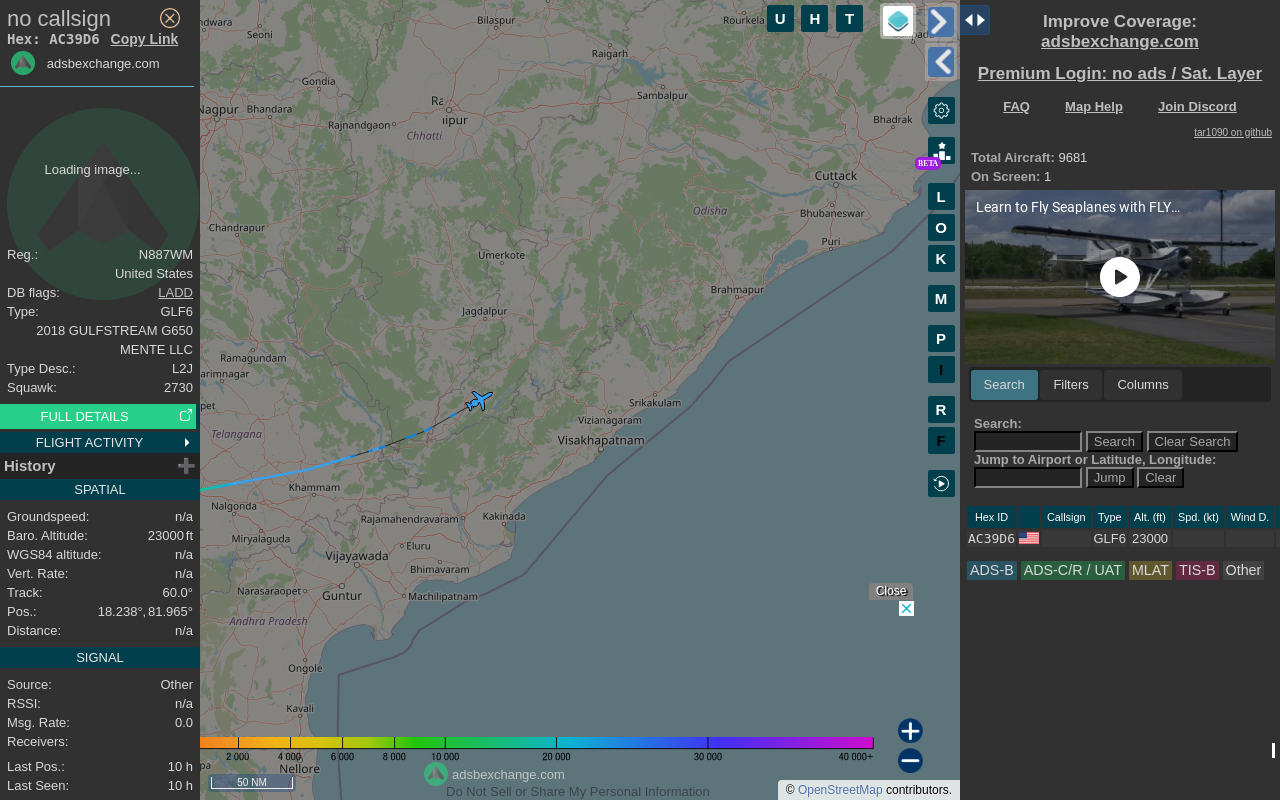 no callsign
Hex: AC39D6 Copy Link
adsbexchange.com
Loading image...
Reg.: N887WM
United States
DB flags: LADD
Type: GLF6
2018 GULFSTREAM G650
MENTE LLC
Type Desc.: L2J
Squawk: 2730
FULL DETAILS
FLIGHT ACTIVITY
History
SPATIAL
Groundspeed: n/a
Baro. Altitude: 23000 ft
WGS84 altitude: n/a
Vert. Rate: n/a
Track: 60.0°
Pos.: 18.238°, 81.965°
Distance: n/a
SIGNAL
Source: Other
RSSI: n/a
Msg. Rate: 0.0
Receivers:
Last Pos.: 10 h
Last Seen: 10 h
ndwara
Seoni
Bilaspur
Rourkela
Raigarh
Gondia
Nagpur
Bhandara
Sambalpur
Rajnandgaon
Ra
ipur
Chhatti
Bhadrak
Cuttack
Bhubaneswar
Odisha
Puri
Chandrapur
Umerkote
Brahmapur
Jagdalpur
Ramagundam
arimnagar
Srikakulam
pet
Vizianagaram
Telangana
Visakhapatnam
Khammam
Nalgonda
Rajamahendravaram
Kakinada
Miryalaguda
Eluru
Vijayawada
Bhimavaram
Narasaraopet
Guntur
Machilipatnam
Andhra Pradesh
Ongole
Kavali
pa
Nellore
U H T
BETA
L
O
K
M
P
I
R
F
Close
2 000 4 000 6 000 8 000 10 000 20 000 30 000 40 000+
50 NM
adsbexchange.com
Do Not Sell or Share My Personal Information
© OpenStreetMap contributors.
Improve Coverage:
adsbexchange.com
Premium Login: no ads / Sat. Layer
FAQ Map Help Join Discord
tar1090 on github
Total Aircraft: 9681
On Screen: 1
Learn to Fly Seaplanes with FLY...
Search Filters Columns
Search:
Search Clear Search
Jump to Airport or Latitude, Longitude:
Jump Clear
Hex ID Callsign Type Alt. (ft) Spd. (kt) Wind D.
AC39D6 GLF6 23000
ADS-B ADS-C/R / UAT MLAT TIS-B Other